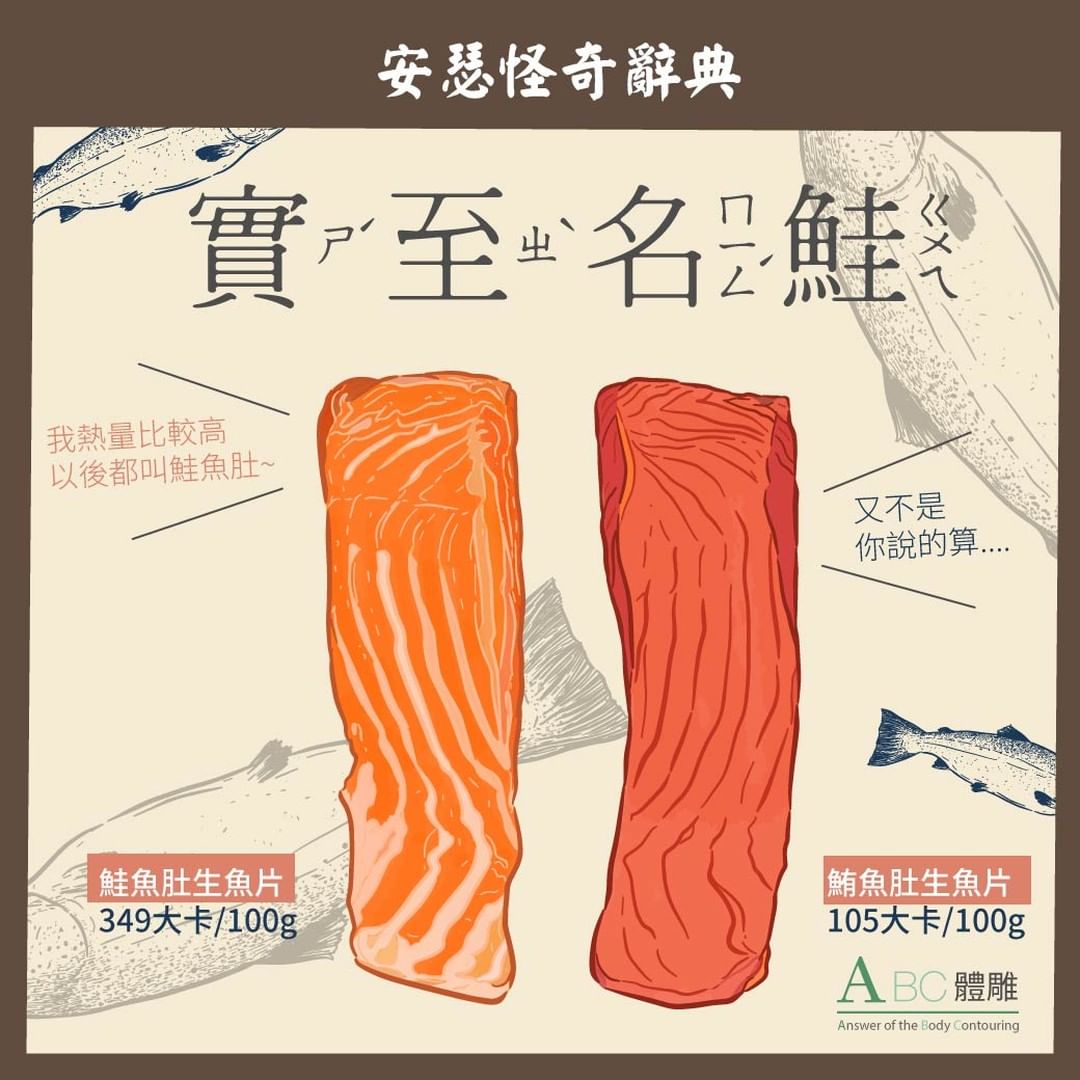 安瑟怪奇辭典
實ㄕˊ至ㄓˋ名ㄇㄧㄥˊ鮭ㄍㄨㄟ
我熱量比較高
以後都叫鮭魚肚~
又不是
你說的算....
鮭魚肚生魚片
349大卡/100g
鮪魚肚生魚片
105大卡/100g
ABC 體雕
Answer of the Body Contouring